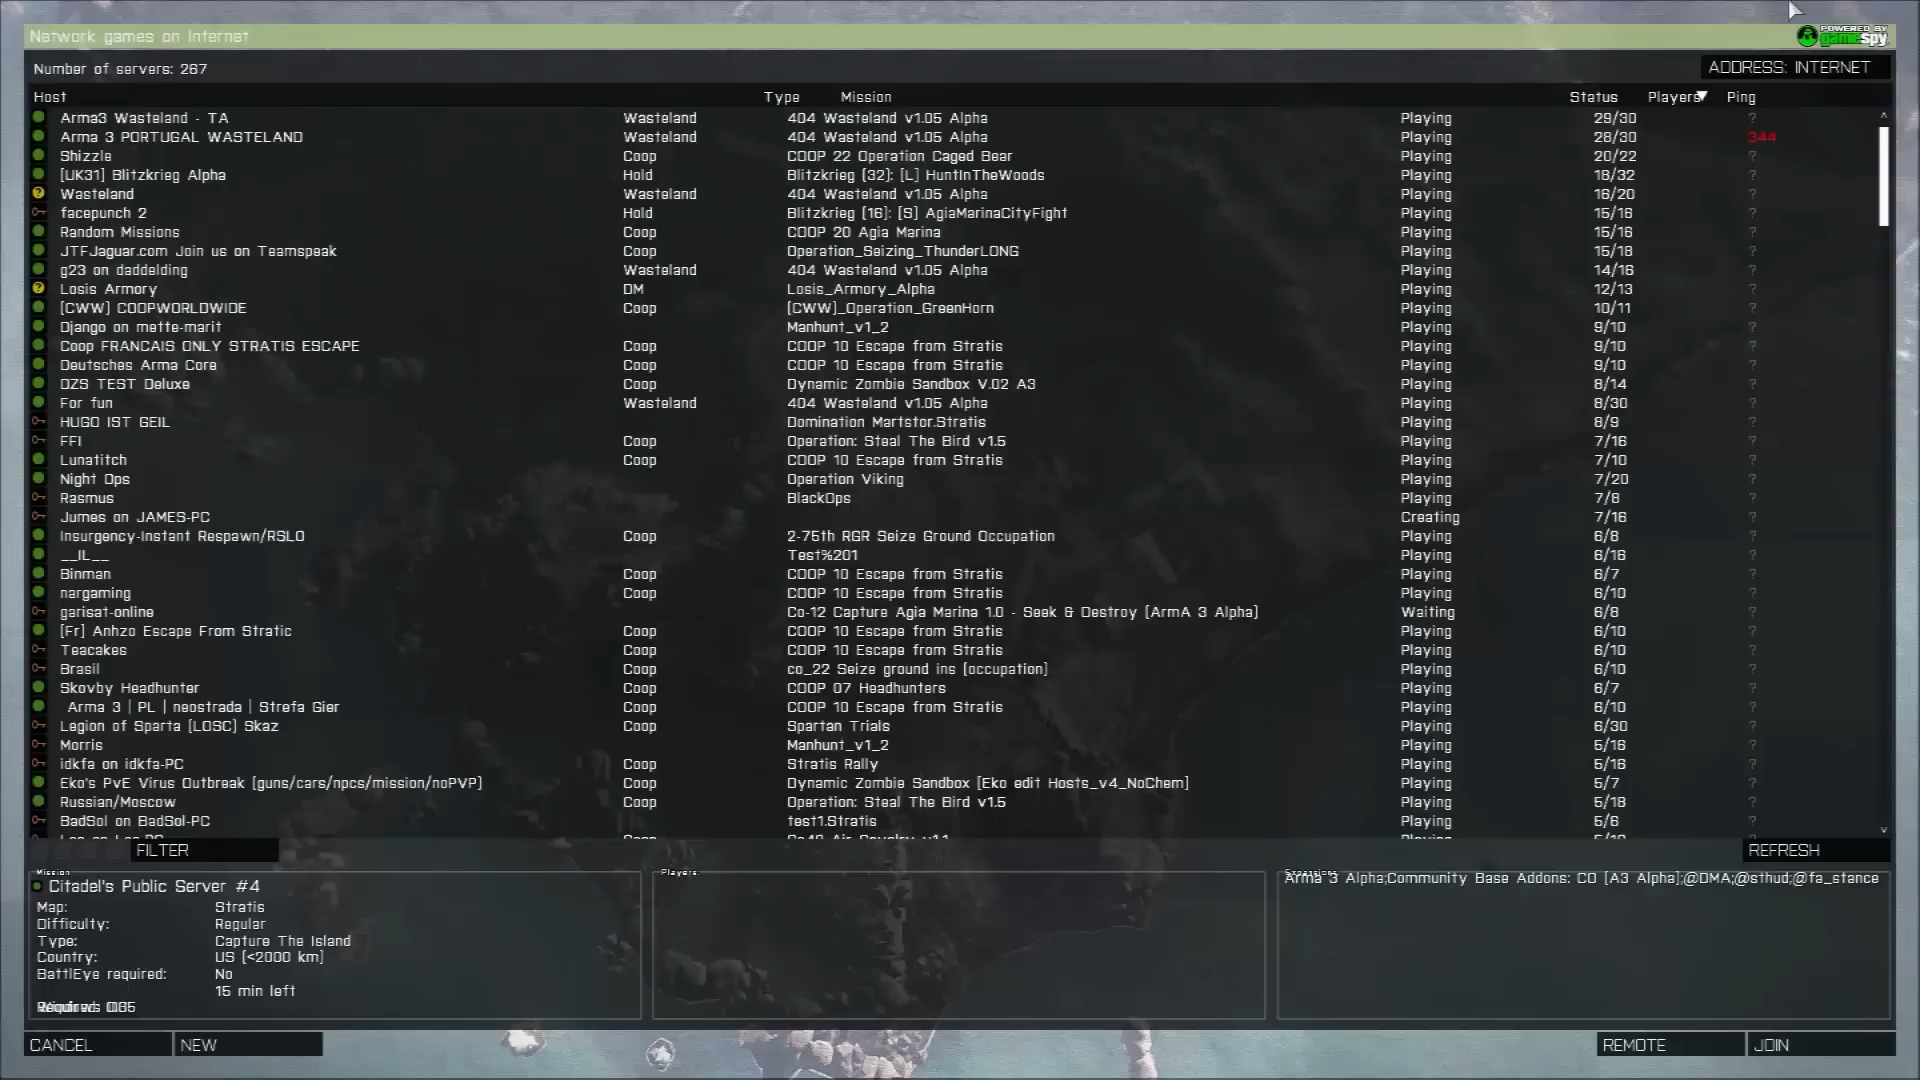 Network games on Internet
POWERED BY
gamespy
Number of servers: 267
ADDRESS: INTERNET
Host Type Mission Status Players Ping
Arma3 Wasteland - TA Wasteland 404 Wasteland v1.05 Alpha Playing 29/30 ?
Arma 3 PORTUGAL WASTELAND Wasteland 404 Wasteland v1.05 Alpha Playing 28/30 344
Shizzle Coop COOP 22 Operation Caged Bear Playing 20/22 ?
[UK31] Blitzkrieg Alpha Hold Blitzkrieg [32]: [L] HuntInTheWoods Playing 18/32 ?
? Wasteland Wasteland 404 Wasteland v1.05 Alpha Playing 16/20 ?
facepunch 2 Hold Blitzkrieg [16]: [S] AgiaMarinaCityFight Playing 15/16 ?
Random Missions Coop COOP 20 Agia Marina Playing 15/16 ?
JTFJaguar.com Join us on Teamspeak Coop Operation_Seizing_ThunderLONG Playing 15/18 ?
g23 on daddelding Wasteland 404 Wasteland v1.05 Alpha Playing 14/16 ?
? Losis Armory DM Losis_Armory_Alpha Playing 12/13 ?
[CWW] COOPWORLDWIDE Coop [CWW]_Operation_GreenHorn Playing 10/11 ?
Django on mette-marit Manhunt_v1_2 Playing 9/10 ?
Coop FRANCAIS ONLY STRATIS ESCAPE Coop COOP 10 Escape from Stratis Playing 9/10 ?
Deutsches Arma Core Coop COOP 10 Escape from Stratis Playing 9/10 ?
DZS TEST Deluxe Coop Dynamic Zombie Sandbox V.02 A3 Playing 8/14 ?
For fun Wasteland 404 Wasteland v1.05 Alpha Playing 8/30 ?
HUGO IST GEIL Domination Martstor.Stratis Playing 8/9 ?
FFI Coop Operation: Steal The Bird v1.5 Playing 7/16 ?
Lunatitch Coop COOP 10 Escape from Stratis Playing 7/10 ?
Night Ops Operation Viking Playing 7/20 ?
Rasmus BlackOps Playing 7/8 ?
Jumes on JAMES-PC Creating 7/16 ?
Insurgency-Instant Respawn/RSLO Coop 2-75th RGR Seize Ground Occupation Playing 6/8 ?
__IL__ Test%201 Playing 6/16 ?
Binman Coop COOP 10 Escape from Stratis Playing 6/7 ?
nargaming Coop COOP 10 Escape from Stratis Playing 6/10 ?
garisat-online Co-12 Capture Agia Marina 1.0 - Seek & Destroy [ArmA 3 Alpha] Waiting 6/8 ?
[Fr] Anhzo Escape From Stratic Coop COOP 10 Escape from Stratis Playing 6/10 ?
Teacakes Coop COOP 10 Escape from Stratis Playing 6/10 ?
Brasil Coop co_22 Seize ground ins [occupation] Playing 6/10 ?
Skovby Headhunter Coop COOP 07 Headhunters Playing 6/7 ?
Arma 3 | PL | neostrada | Strefa Gier Coop COOP 10 Escape from Stratis Playing 6/10 ?
Legion of Sparta [LOSC] Skaz Coop Spartan Trials Playing 6/30 ?
Morris Manhunt_v1_2 Playing 5/16 ?
idkfa on idkfa-PC Coop Stratis Rally Playing 5/16 ?
Eko's PvE Virus Outbreak [guns/cars/npcs/mission/noPVP] Coop Dynamic Zombie Sandbox [Eko edit Hosts_v4_NoChem] Playing 5/7 ?
Russian/Moscow Coop Operation: Steal The Bird v1.5 Playing 5/18 ?
BadSol on BadSol-PC test1.Stratis Playing 5/6 ?
FILTER
REFRESH
Mission
Players
Citadel's Public Server #4
Arma 3 Alpha;Community Base Addons: CO [A3 Alpha];@DMA;@sthud;@fa_stance
Map: Stratis
Difficulty: Regular
Type: Capture The Island
Country: US [<2000 km]
BattlEye required: No
15 min left
CANCEL
NEW
REMOTE
JOIN